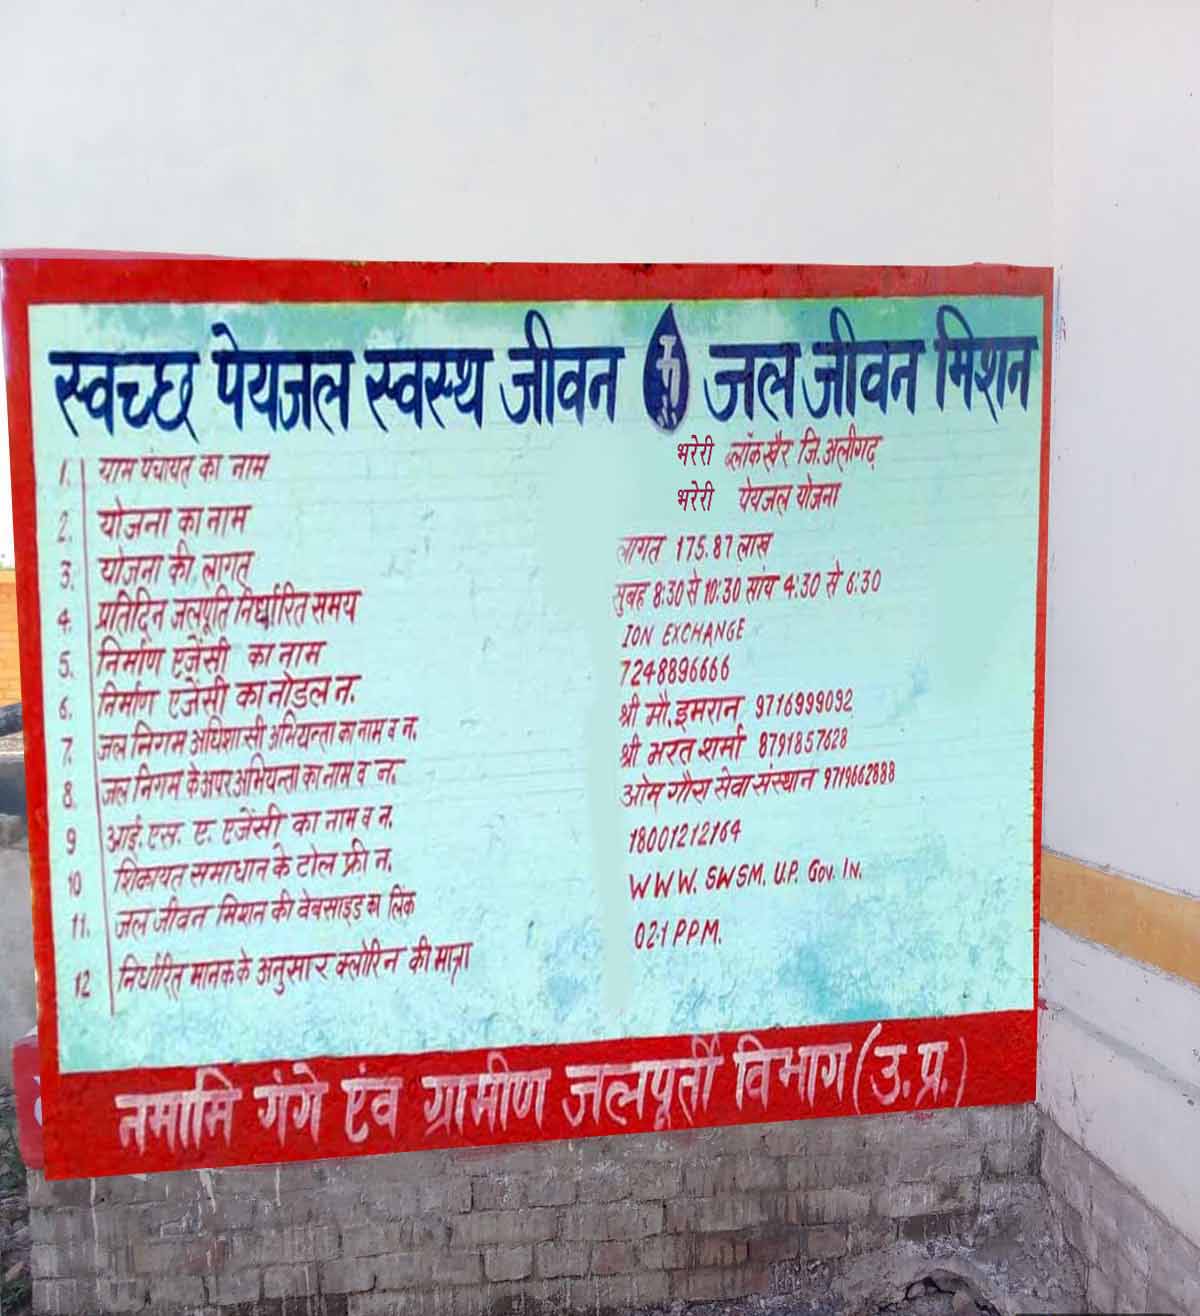 स्वच्छ पेयजल स्वस्थ जीवन जल जीवन मिशन
1. ग्राम पंचायत का नाम भरेरी ब्लॉक खैर जि. अलीगढ़
2. योजना का नाम भरेरी पेयजल योजना
3. योजना की लागत लागत 175.87 लाख
4. प्रतिदिन जलपूर्ति निर्धारित समय सुबह 8:30 से 10:30 सांय 4:30 से 6:30
5. निर्माण एजेंसी का नाम ION EXCHANGE
6. निर्माण एजेंसी का नोडल न. 7248896666
7. जल निगम अधिशासी अभियन्ता का नाम व न. श्री मौ. इमरान 9716999092
8. जल निगम के अपर अभियन्ता का नाम व न. श्री भरत शर्मा 8791857628
9 आई. एस. ए. एजेंसी का नाम व न. ओम गौरा सेवा संस्थान 9719662888
10 शिकायत समाधान के टोल फ्री न. 18001212164
11. जल जीवन मिशन की वेबसाइड का लिंक WWW. SWSM. U.P. Gov. In.
12 निर्धारित मानक के अनुसार क्लोरिन की मात्रा 02.1 PPM.
नमामि गंगे एंव ग्रामीण जलपूर्ती विभाग (उ.प्र.)